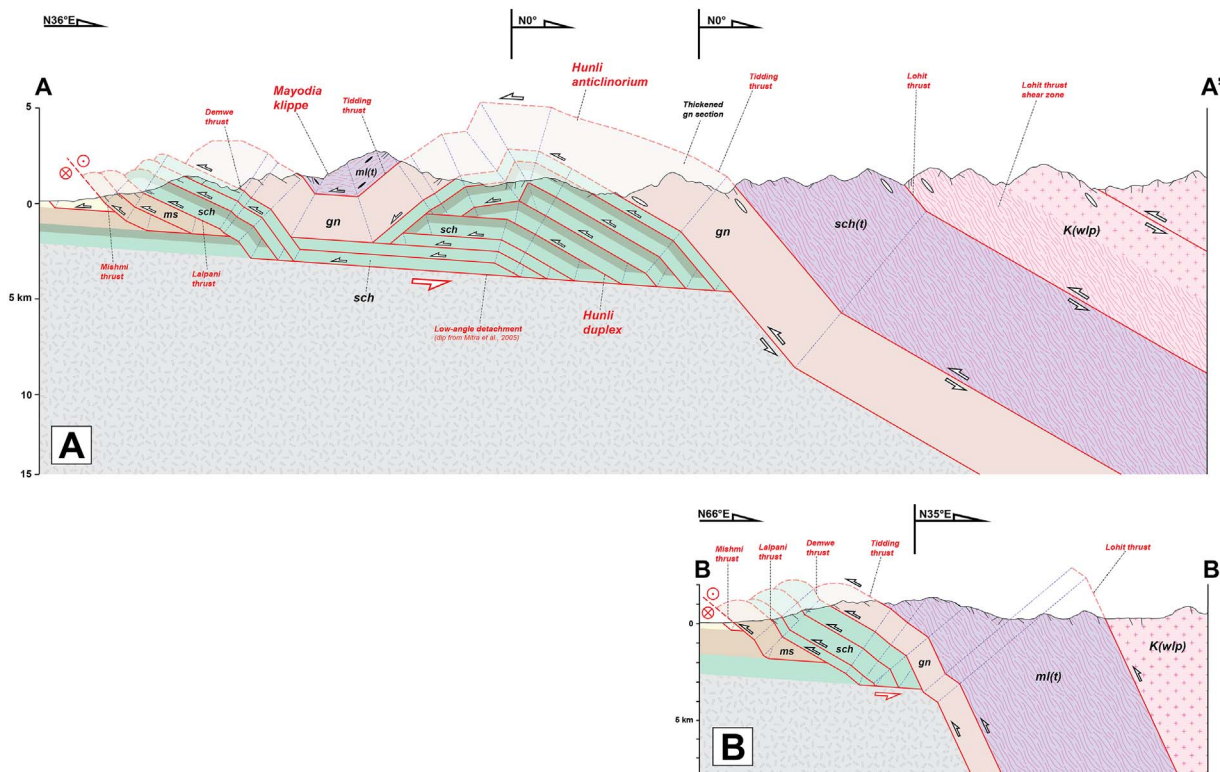 N36°E
N0°
N0°
A
A'
Hunli
anticlinorium
Mayodia
klippe
Tidding
thrust
Demwe
thrust
Thickened
gn section
Tidding
thrust
Lohit
thrust
Lohit thrust
shear zone
5
0
5 km
10
15
ml(t)
ms
sch
gn
sch
gn
sch(t)
K(wlp)
Mishmi
thrust
Lalpani
thrust
sch
Low-angle detachment
(dip from Mitra et al., 2005)
Hunli
duplex
A
N66°E
N35°E
Mishmi
thrust
Lalpani
thrust
Demwe
thrust
Tidding
thrust
Lohit thrust
B
B
0
5 km
ms
sch
gn
ml(t)
K(wlp)
B